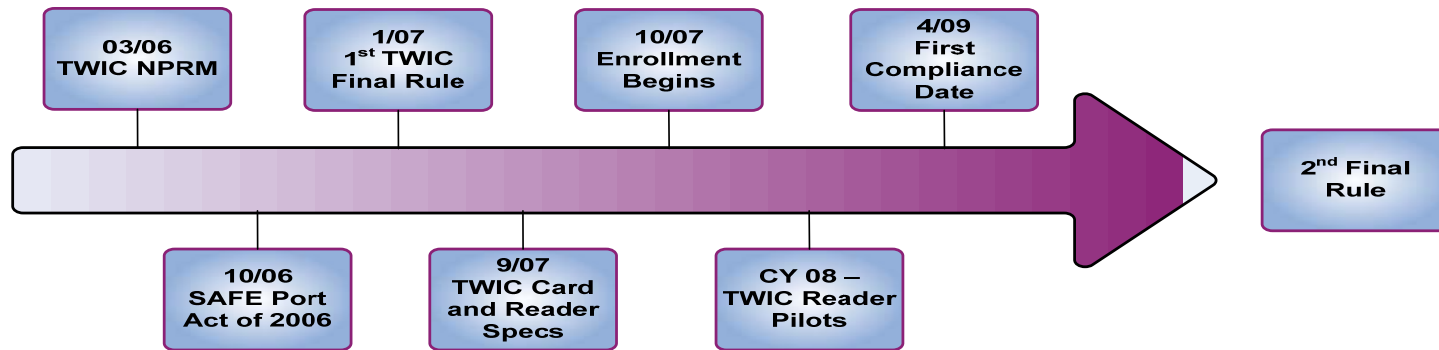 03/06
TWIC NPRM
1/07
1st TWIC
Final Rule
10/07
Enrollment
Begins
4/09
First
Compliance
Date
2nd Final
Rule
10/06
SAFE Port
Act of 2006
9/07
TWIC Card
and Reader
Specs
CY 08 –
TWIC Reader
Pilots